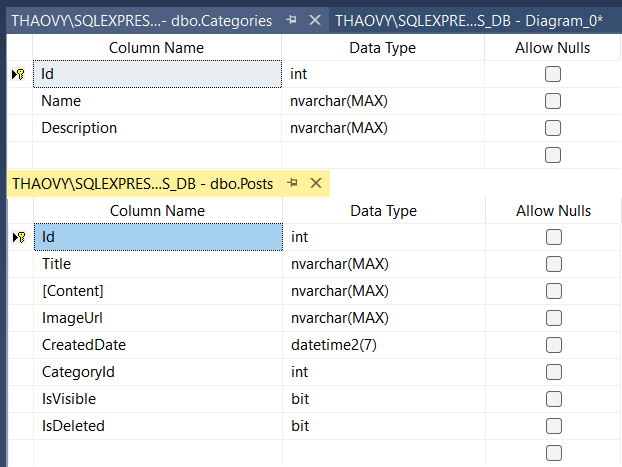 THAOVY\SQLEXPRES...- dbo.Categories THAOVY\SQLEXPRE...S_DB - Diagram_0*
Column Name Data Type Allow Nulls
Id int
Name nvarchar(MAX)
Description nvarchar(MAX)
THAOVY\SQLEXPRES...S_DB - dbo.Posts
Column Name Data Type Allow Nulls
Id int
Title nvarchar(MAX)
[Content] nvarchar(MAX)
ImageUrl nvarchar(MAX)
CreatedDate datetime2(7)
CategoryId int
IsVisible bit
IsDeleted bit